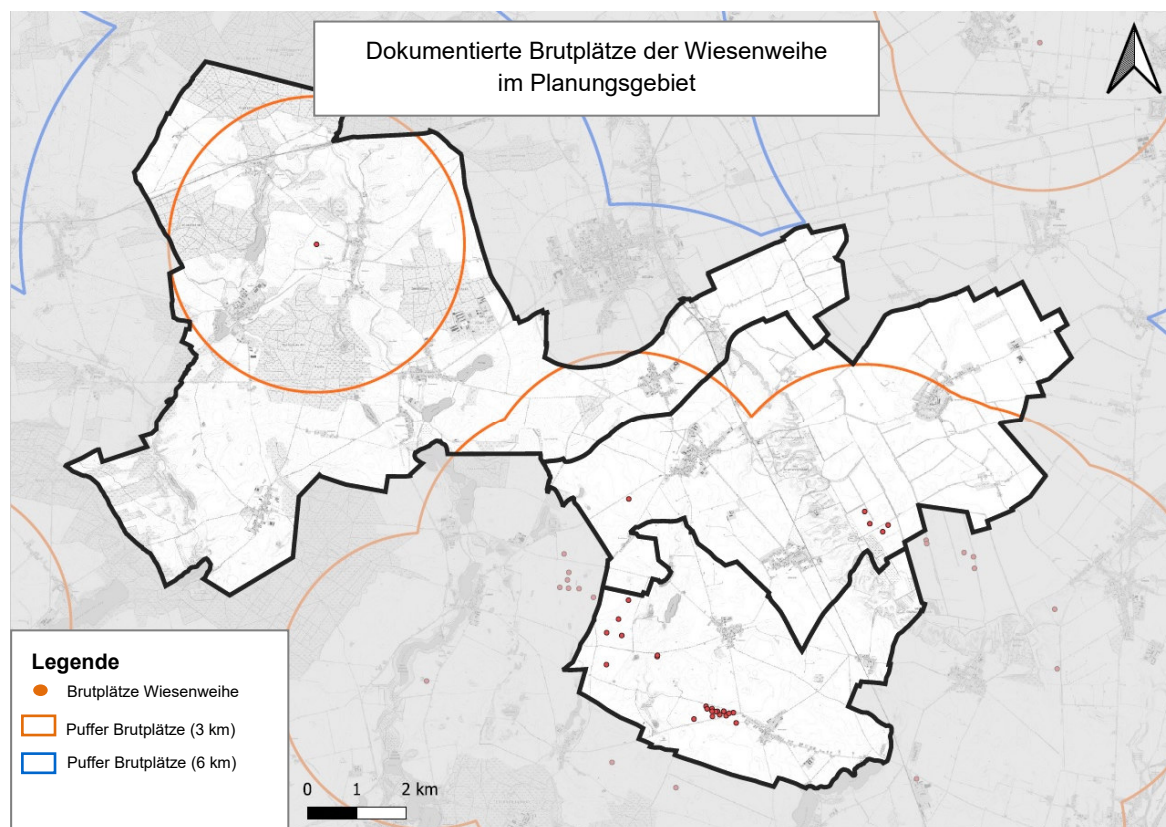 Dokumentierte Brutplätze der Wiesenweihe
im Planungsgebiet
Legende
Brutplätze Wiesenweihe
Puffer Brutplätze (3 km)
Puffer Brutplätze (6 km)
0 1 2 km